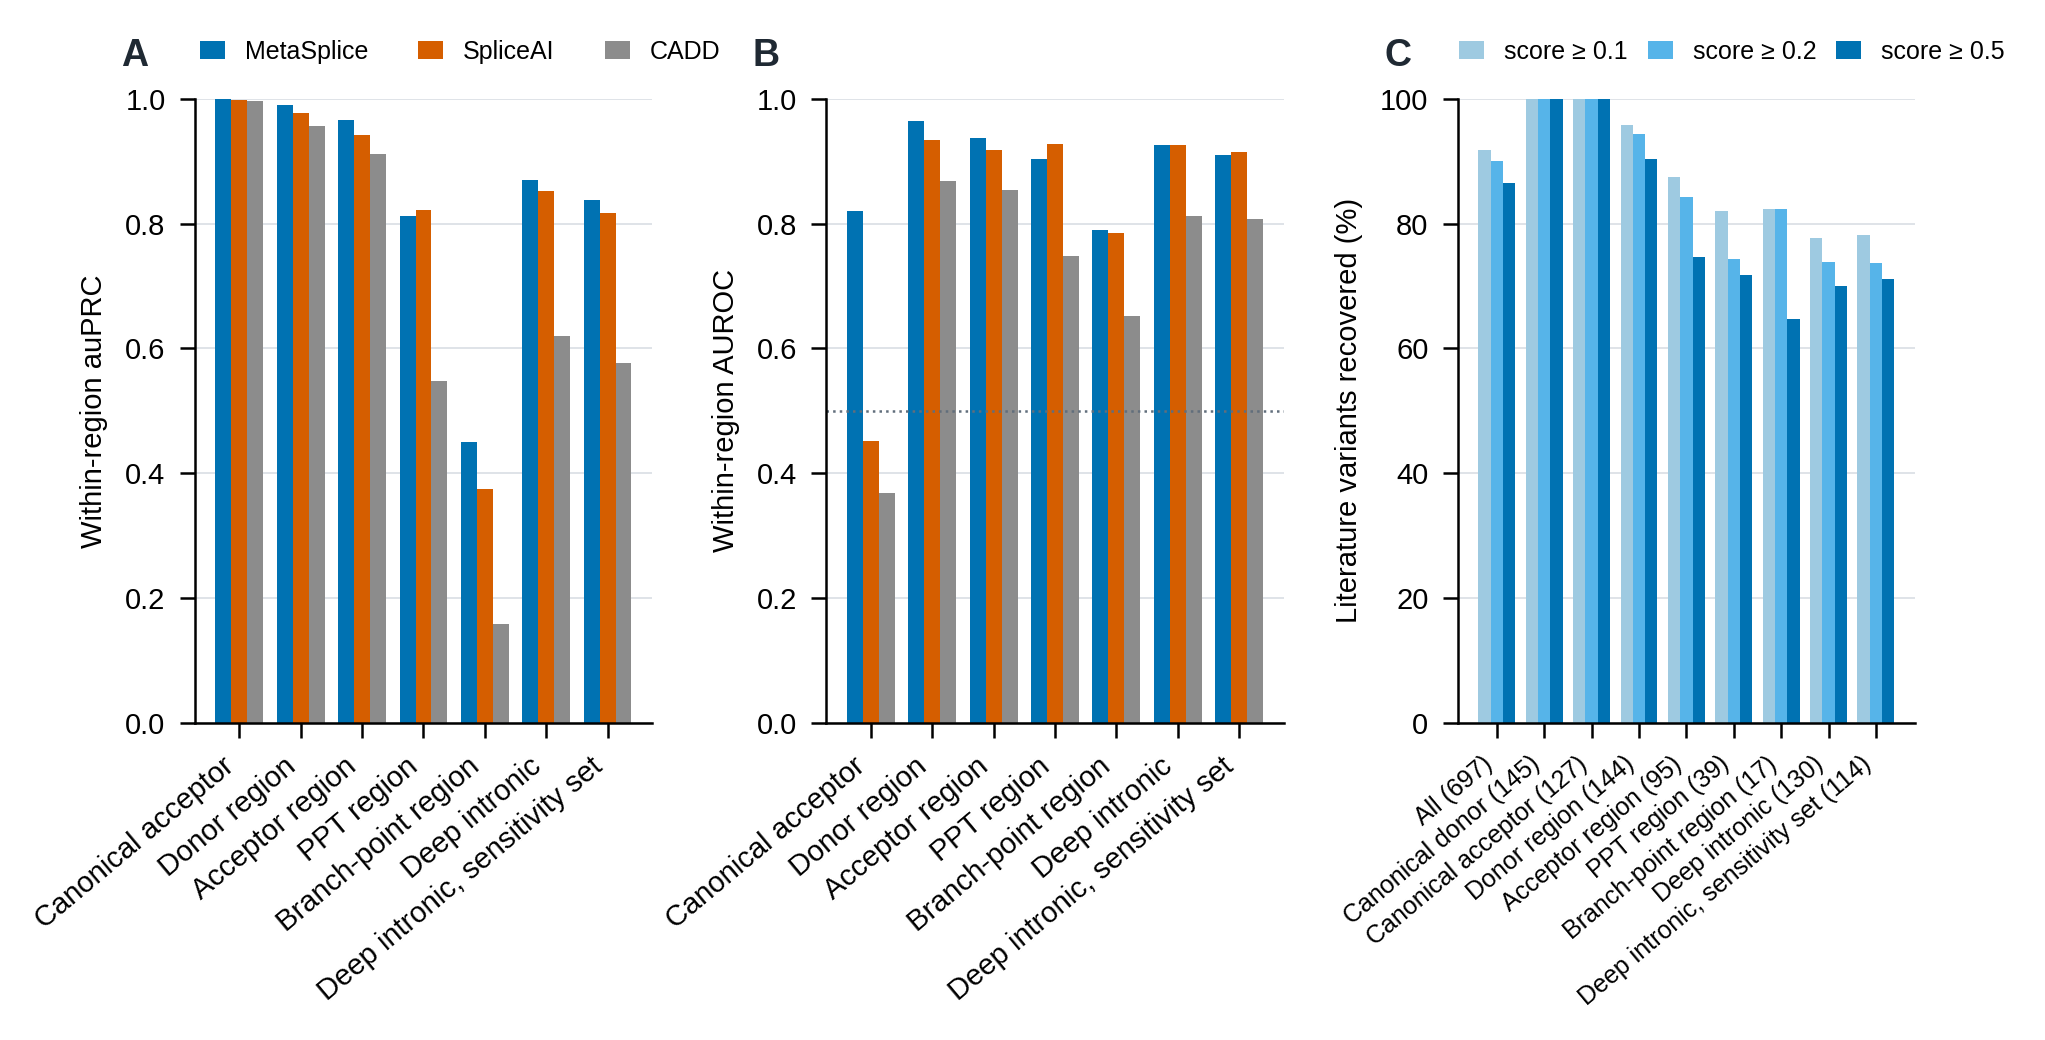 A
MetaSplice
SpliceAI
CADD
Within-region auPRC
1.0
0.8
0.6
0.4
0.2
0.0
Canonical acceptor
Donor region
Acceptor region
PPT region
Branch-point region
Deep intronic
Deep intronic, sensitivity set
B
Within-region AUROC
1.0
0.8
0.6
0.4
0.2
0.0
Canonical acceptor
Donor region
Acceptor region
PPT region
Branch-point region
Deep intronic
Deep intronic, sensitivity set
C
score ≥ 0.1
score ≥ 0.2
score ≥ 0.5
Literature variants recovered (%)
100
80
60
40
20
0
All (697)
Canonical donor (145)
Canonical acceptor (127)
Donor region (144)
Acceptor region (95)
PPT region (39)
Branch-point region (17)
Deep intronic (130)
Deep intronic, sensitivity set (114)